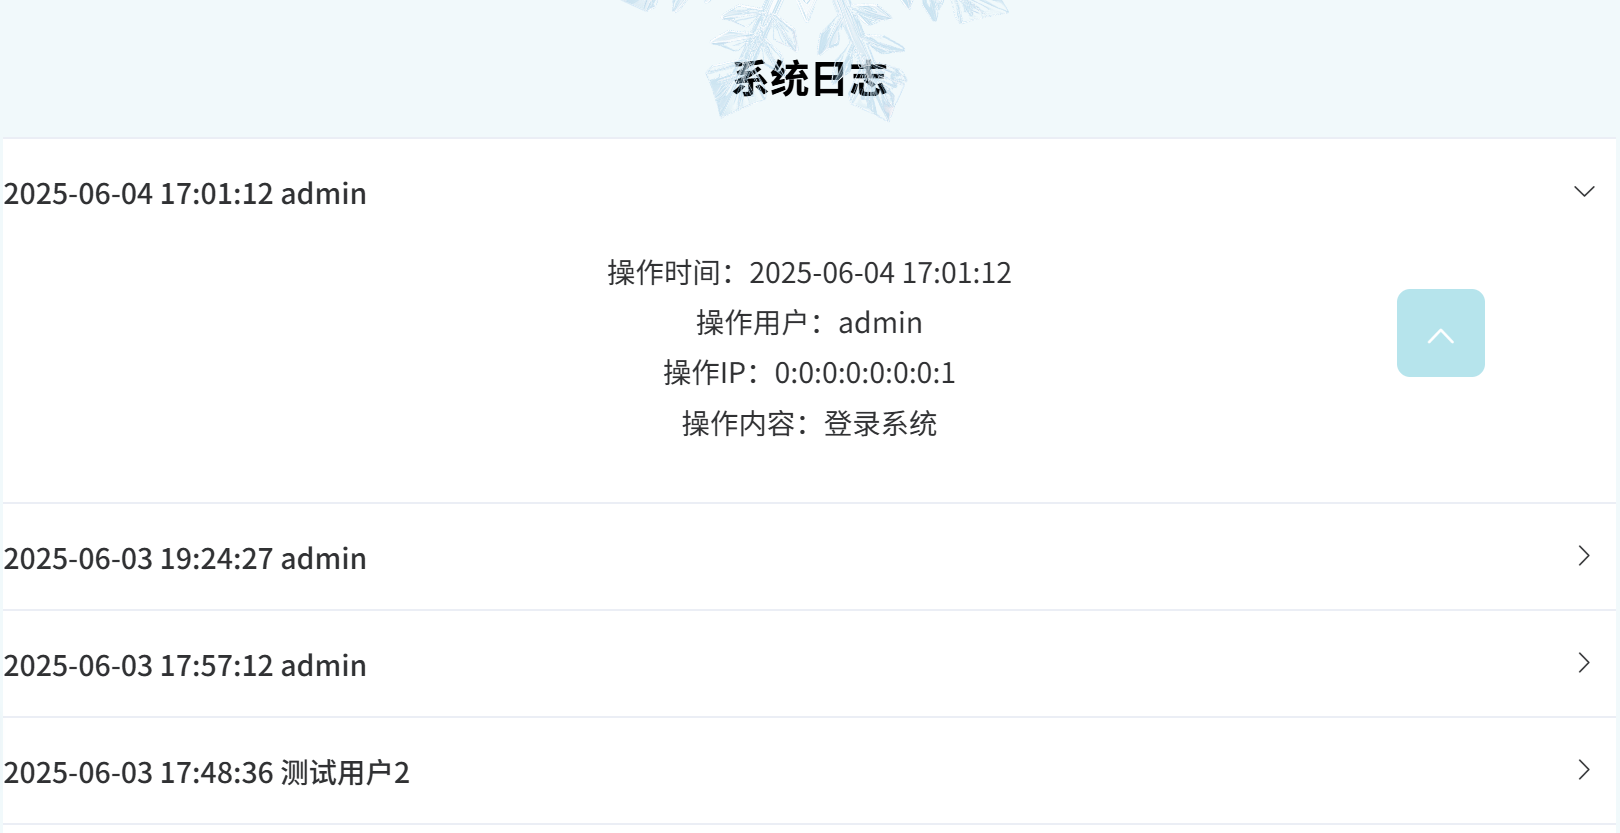 系统日志
2025-06-04 17:01:12 admin
操作时间：2025-06-04 17:01:12
操作用户：admin
操作IP：0:0:0:0:0:0:0:1
操作内容：登录系统
2025-06-03 19:24:27 admin
2025-06-03 17:57:12 admin
2025-06-03 17:48:36 测试用户2